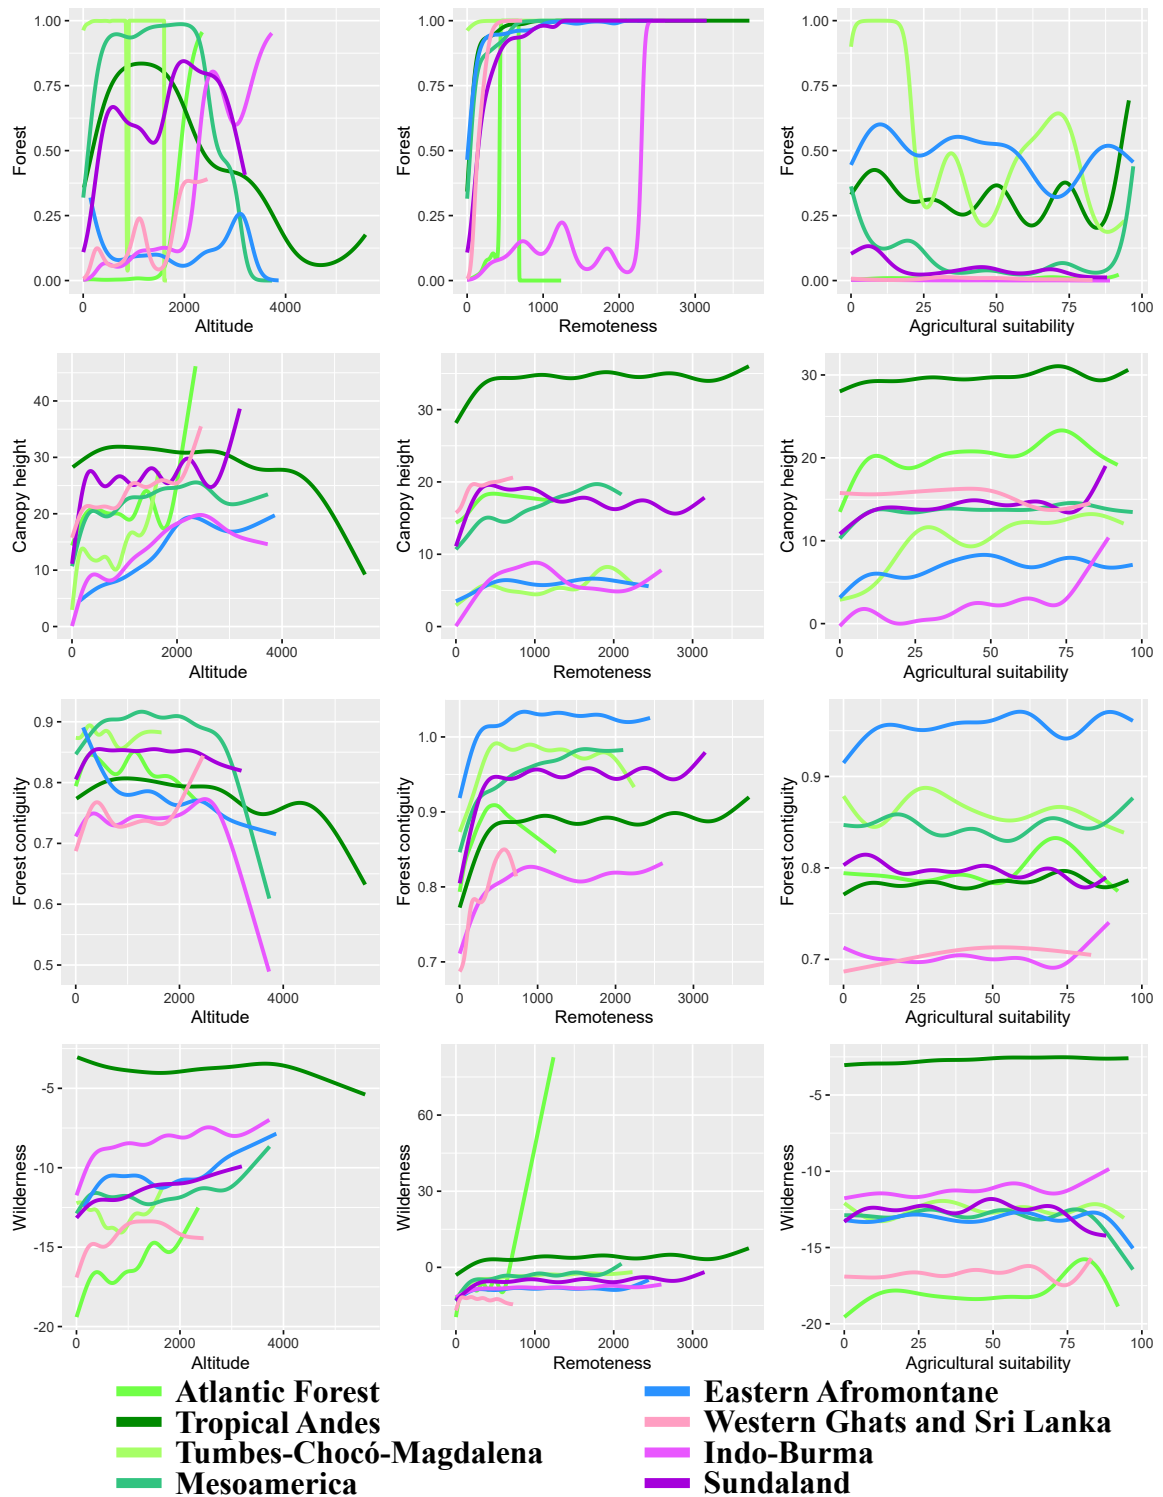 1.00
0.75
0.50
0.25
0.00
Forest
0 2000 4000
Altitude
1.00
0.75
0.50
0.25
0.00
Forest
0 1000 2000 3000
Remoteness
1.00
0.75
0.50
0.25
0.00
Forest
0 25 50 75 100
Agricultural suitability
40
30
20
10
0
Canopy height
0 2000 4000
Altitude
30
20
10
0
Canopy height
0 1000 2000 3000
Remoteness
30
20
10
0
Canopy height
0 25 50 75 100
Agricultural suitability
0.9
0.8
0.7
0.6
0.5
Forest contiguity
0 2000 4000
Altitude
1.0
0.9
0.8
0.7
Forest contiguity
0 1000 2000 3000
Remoteness
0.9
0.8
0.7
Forest contiguity
0 25 50 75 100
Agricultural suitability
-5
-10
-15
-20
Wilderness
0 2000 4000
Altitude
60
30
0
Wilderness
0 1000 2000 3000
Remoteness
-5
-10
-15
-20
Wilderness
0 25 50 75 100
Agricultural suitability
Atlantic Forest
Tropical Andes
Tumbes-Chocó-Magdalena
Mesoamerica
Eastern Afromontane
Western Ghats and Sri Lanka
Indo-Burma
Sundaland